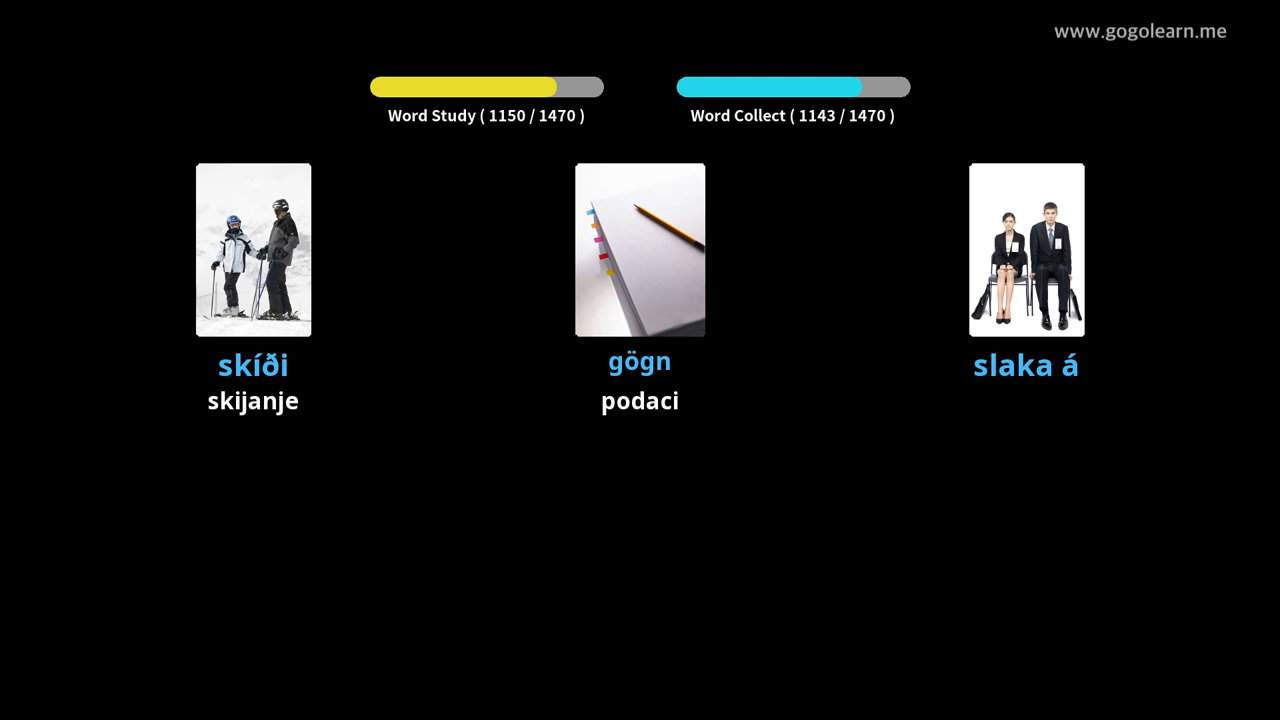 www.gogolearn.me
Word Study ( 1150 / 1470 )
Word Collect ( 1143 / 1470 )
skíði
skijanje
gögn
podaci
slaka á